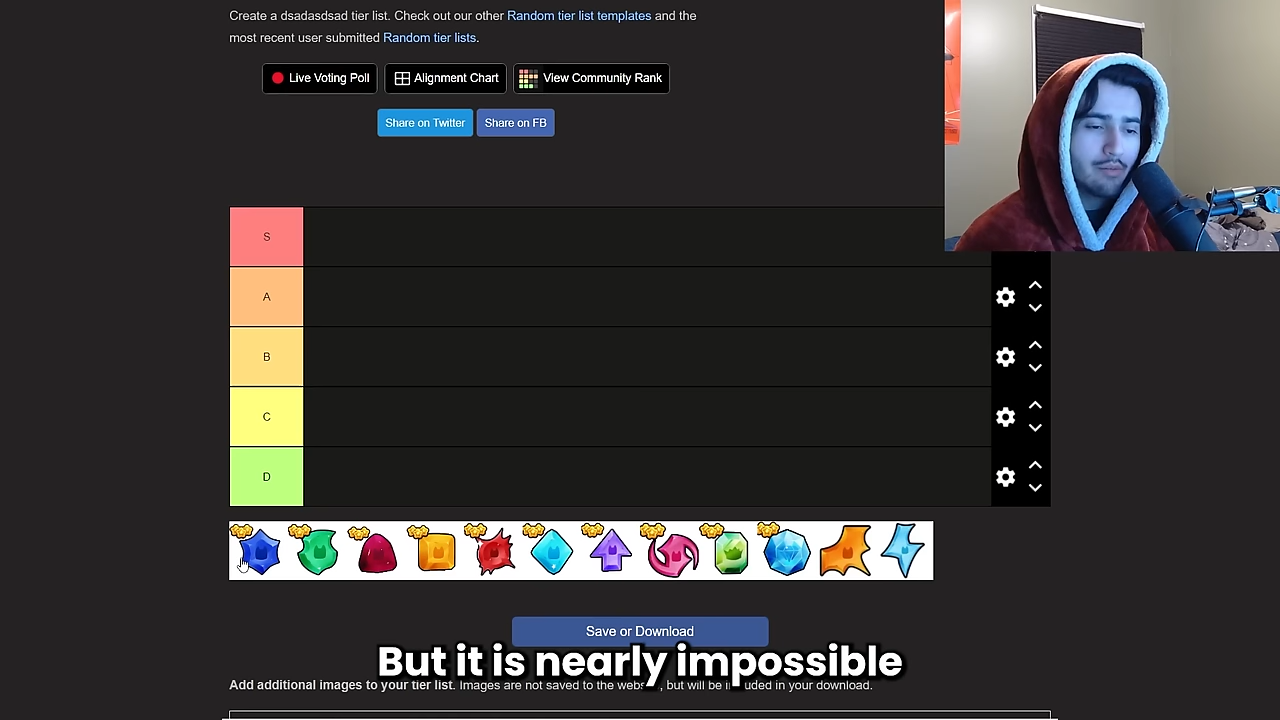 Create a dsadasdsad tier list. Check out our other Random tier list templates and the
most recent user submitted Random tier lists.
Live Voting Poll
Alignment Chart
View Community Rank
Share on Twitter
Share on FB
S
A
B
C
D
Save or Download
But it is nearly impossible
Add additional images to your tier list. Images are not saved to the but will be in your download.